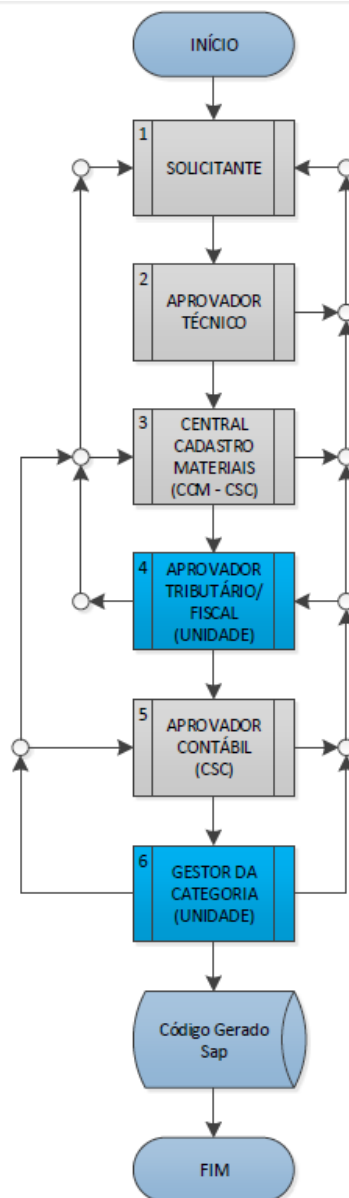 INÍCIO
1
SOLICITANTE
2
APROVADOR
TÉCNICO
3
CENTRAL
CADASTRO
MATERIAIS
(CCM - CSC)
4
APROVADOR
TRIBUTÁRIO/
FISCAL
(UNIDADE)
5
APROVADOR
CONTÁBIL
(CSC)
6
GESTOR DA
CATEGORIA
(UNIDADE)
Código Gerado
Sap
FIM